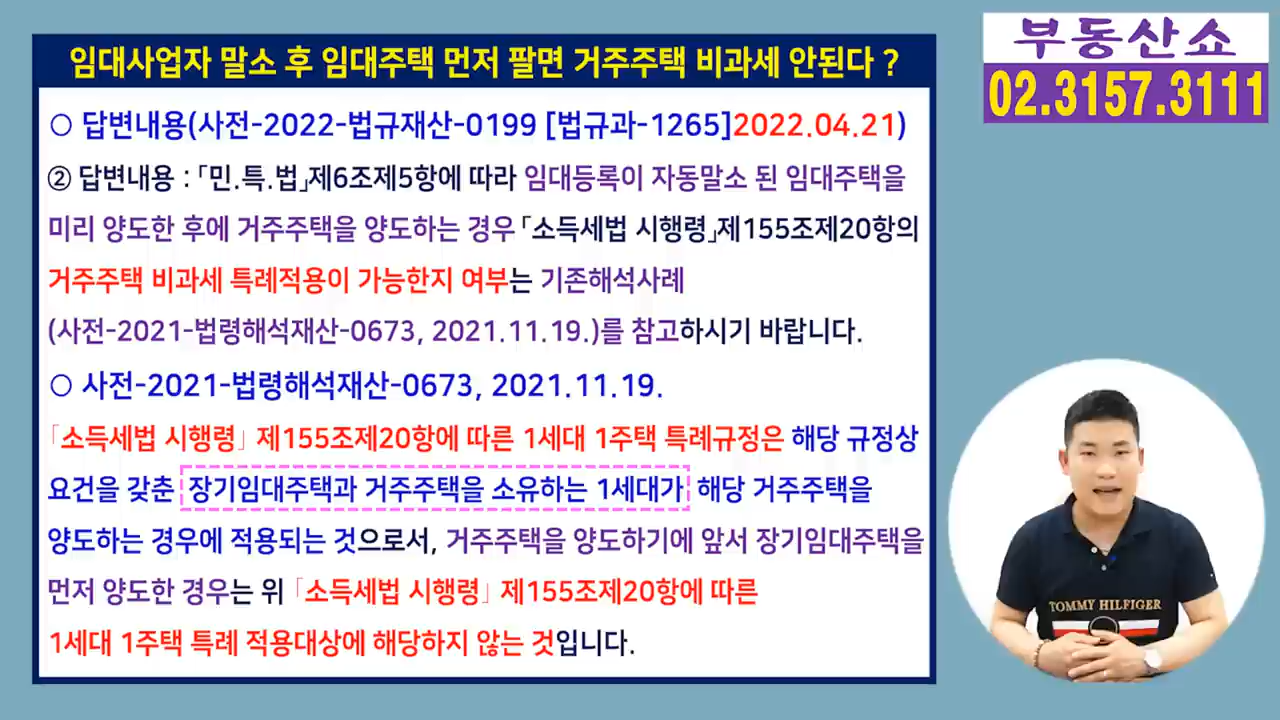 임대사업자 말소 후 임대주택 먼저 팔면 거주주택 비과세 안된다 ?
부동산쇼
02.3157.3111
○ 답변내용(사전-2022-법규재산-0199 [법규과-1265]2022.04.21)
② 답변내용 : ｢민.특.법｣제6조제5항에 따라 임대등록이 자동말소 된 임대주택을
미리 양도한 후에 거주주택을 양도하는 경우 ｢소득세법 시행령｣제155조제20항의
거주주택 비과세 특례적용이 가능한지 여부는 기존해석사례
(사전-2021-법령해석재산-0673, 2021.11.19.)를 참고하시기 바랍니다.
○ 사전-2021-법령해석재산-0673, 2021.11.19.
｢소득세법 시행령｣ 제155조제20항에 따른 1세대 1주택 특례규정은 해당 규정상
요건을 갖춘 장기임대주택과 거주주택을 소유하는 1세대가 해당 거주주택을
양도하는 경우에 적용되는 것으로서, 거주주택을 양도하기에 앞서 장기임대주택을
먼저 양도한 경우는 위 ｢소득세법 시행령｣ 제155조제20항에 따른
1세대 1주택 특례 적용대상에 해당하지 않는 것입니다.
TOMMY HILFIGER